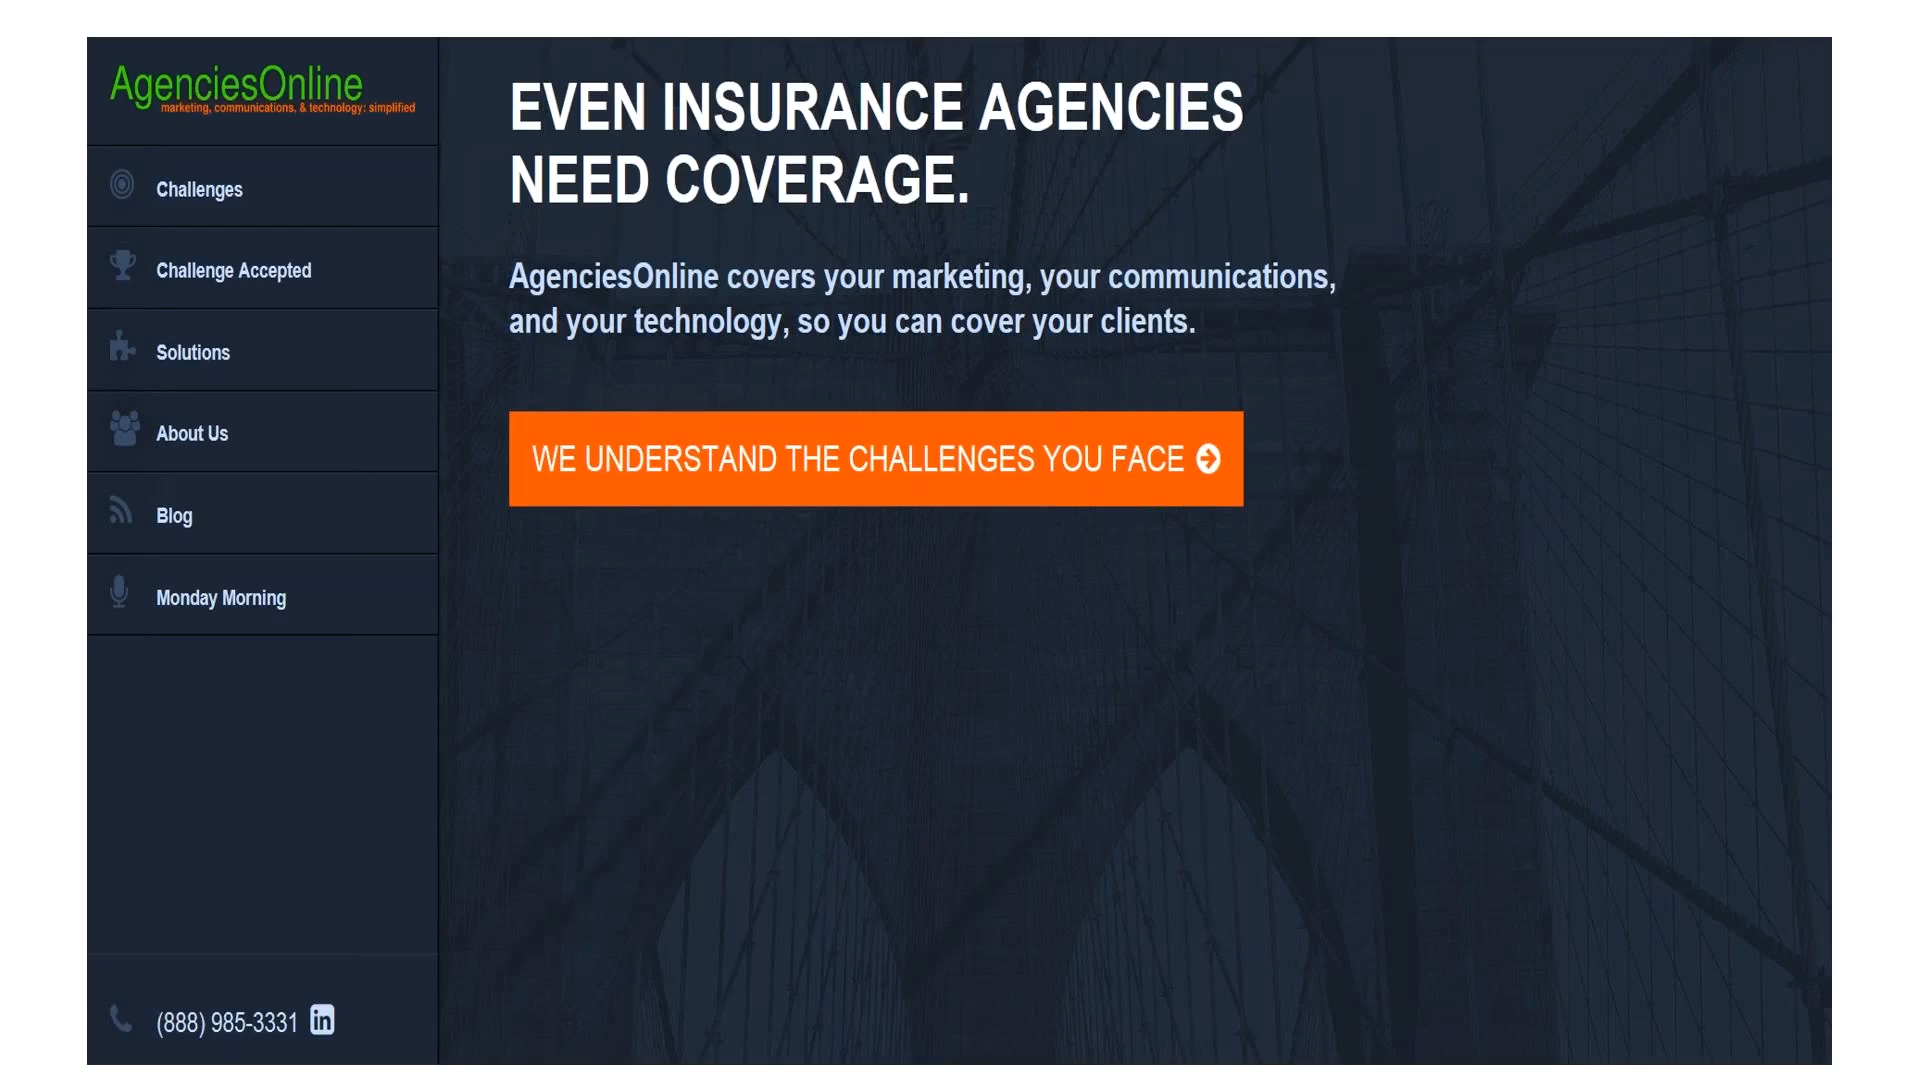 AgenciesOnline
marketing, communications, & technology: simplified
Challenges
Challenge Accepted
Solutions
About Us
Blog
Monday Morning
(888) 985-3331 in
EVEN INSURANCE AGENCIES
NEED COVERAGE.
AgenciesOnline covers your marketing, your communications,
and your technology, so you can cover your clients.
WE UNDERSTAND THE CHALLENGES YOU FACE